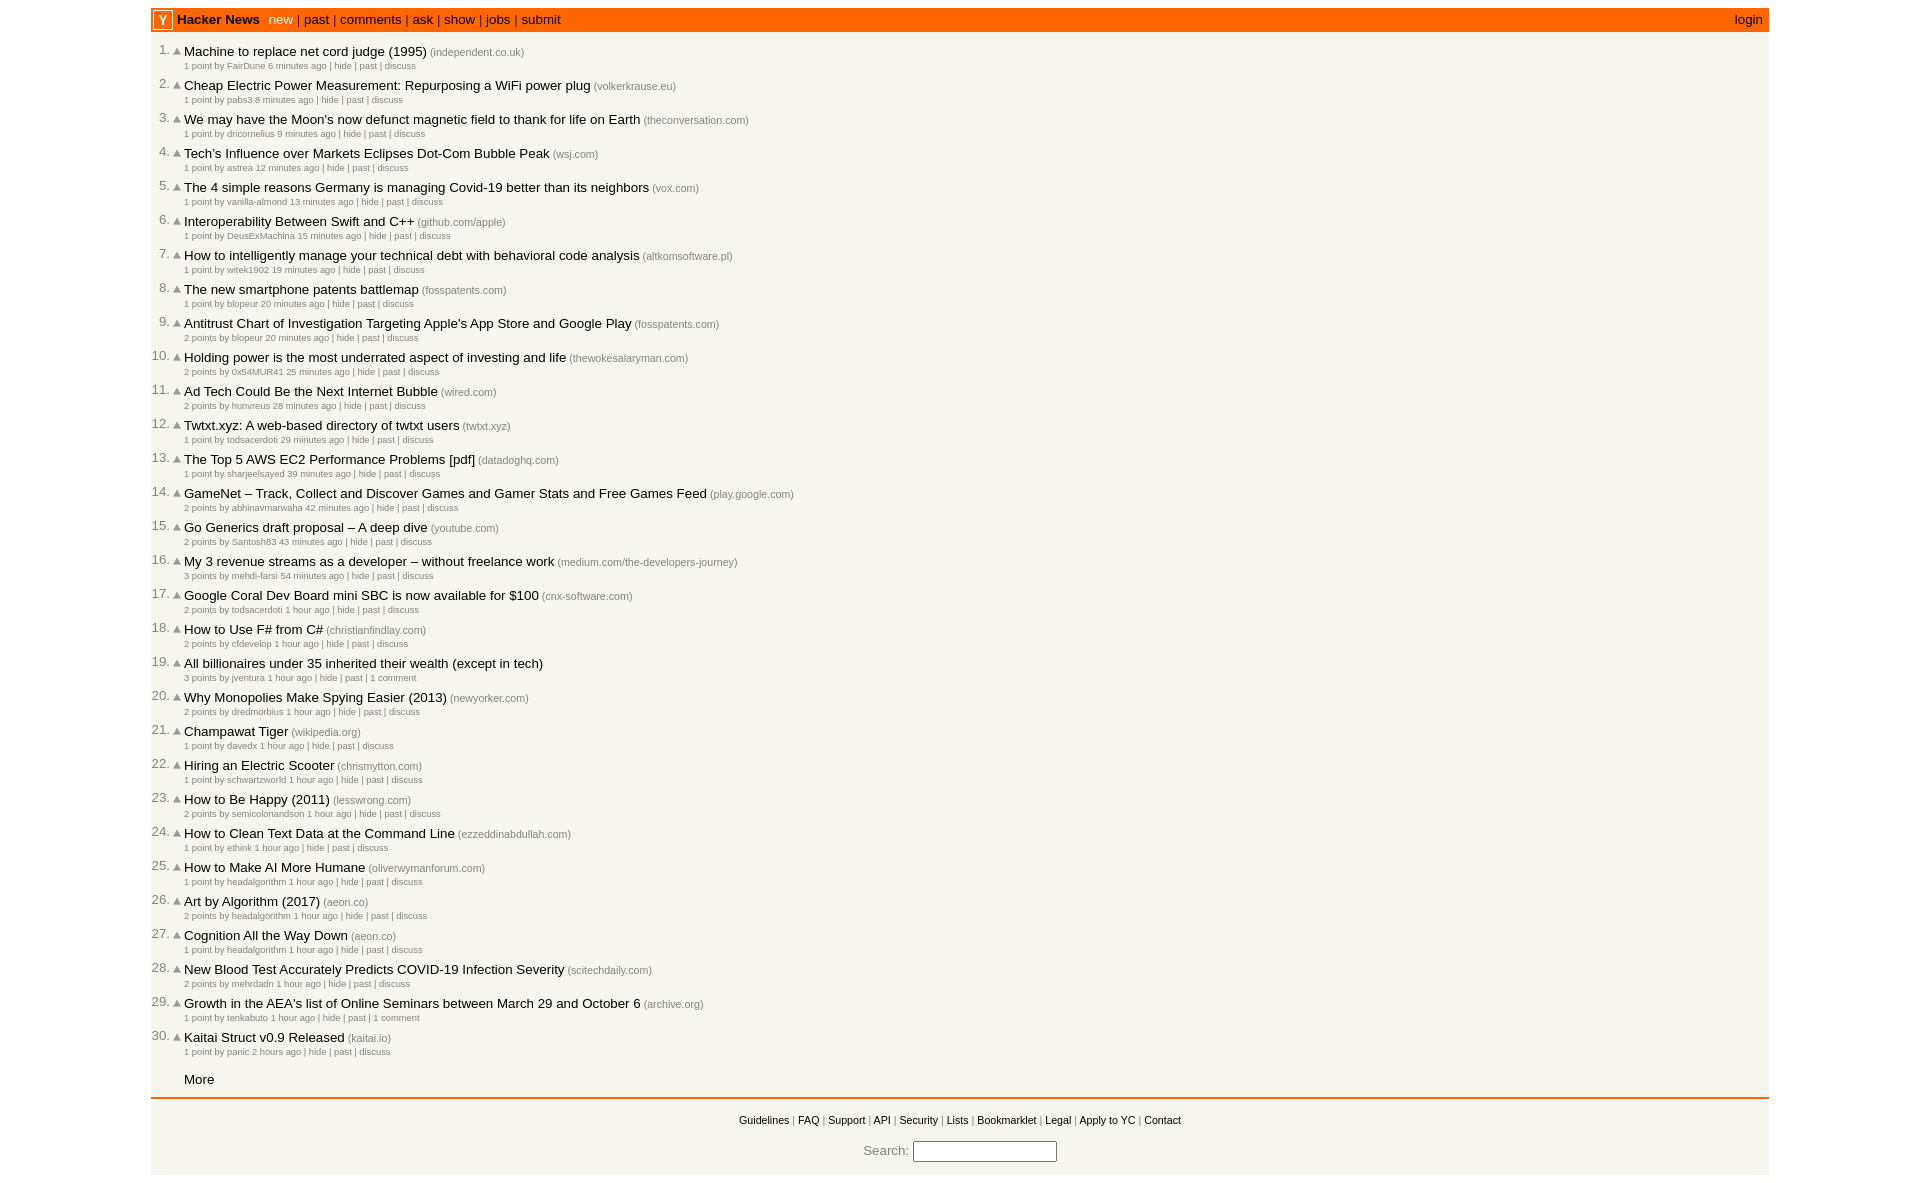 Y Hacker News new | past | comments | ask | show | jobs | submit login
1. Machine to replace net cord judge (1995) (independent.co.uk)
1 point by FairDune 6 minutes ago | hide | past | discuss
2. Cheap Electric Power Measurement: Repurposing a WiFi power plug (volkerkrause.eu)
1 point by pabs3 8 minutes ago | hide | past | discuss
3. We may have the Moon's now defunct magnetic field to thank for life on Earth (theconversation.com)
1 point by dricornelius 9 minutes ago | hide | past | discuss
4. Tech’s Influence over Markets Eclipses Dot-Com Bubble Peak (wsj.com)
1 point by astrea 12 minutes ago | hide | past | discuss
5. The 4 simple reasons Germany is managing Covid-19 better than its neighbors (vox.com)
1 point by vanilla-almond 13 minutes ago | hide | past | discuss
6. Interoperability Between Swift and C++ (github.com/apple)
1 point by DeusExMachina 15 minutes ago | hide | past | discuss
7. How to intelligently manage your technical debt with behavioral code analysis (altkomsoftware.pl)
1 point by witek1902 19 minutes ago | hide | past | discuss
8. The new smartphone patents battlemap (fosspatents.com)
1 point by blopeur 20 minutes ago | hide | past | discuss
9. Antitrust Chart of Investigation Targeting Apple's App Store and Google Play (fosspatents.com)
2 points by blopeur 20 minutes ago | hide | past | discuss
10. Holding power is the most underrated aspect of investing and life (thewokesalaryman.com)
2 points by 0x54MUR41 25 minutes ago | hide | past | discuss
11. Ad Tech Could Be the Next Internet Bubble (wired.com)
2 points by hunvreus 28 minutes ago | hide | past | discuss
12. Twtxt.xyz: A web-based directory of twtxt users (twtxt.xyz)
1 point by todsacerdoti 29 minutes ago | hide | past | discuss
13. The Top 5 AWS EC2 Performance Problems [pdf] (datadoghq.com)
1 point by sharjeelsayed 39 minutes ago | hide | past | discuss
14. GameNet – Track, Collect and Discover Games and Gamer Stats and Free Games Feed (play.google.com)
2 points by abhinavmarwaha 42 minutes ago | hide | past | discuss
15. Go Generics draft proposal – A deep dive (youtube.com)
2 points by Santosh83 43 minutes ago | hide | past | discuss
16. My 3 revenue streams as a developer – without freelance work (medium.com/the-developers-journey)
3 points by mehdi-farsi 54 minutes ago | hide | past | discuss
17. Google Coral Dev Board mini SBC is now available for $100 (cnx-software.com)
2 points by todsacerdoti 1 hour ago | hide | past | discuss
18. How to Use F# from C# (christianfindlay.com)
2 points by cfdevelop 1 hour ago | hide | past | discuss
19. All billionaires under 35 inherited their wealth (except in tech)
3 points by jventura 1 hour ago | hide | past | 1 comment
20. Why Monopolies Make Spying Easier (2013) (newyorker.com)
2 points by dredmorbius 1 hour ago | hide | past | discuss
21. Champawat Tiger (wikipedia.org)
1 point by davedx 1 hour ago | hide | past | discuss
22. Hiring an Electric Scooter (chrismytton.com)
1 point by schwartzworld 1 hour ago | hide | past | discuss
23. How to Be Happy (2011) (lesswrong.com)
2 points by semicolonandson 1 hour ago | hide | past | discuss
24. How to Clean Text Data at the Command Line (ezzeddinabdullah.com)
1 point by ethink 1 hour ago | hide | past | discuss
25. How to Make AI More Humane (oliverwymanforum.com)
1 point by headalgorithm 1 hour ago | hide | past | discuss
26. Art by Algorithm (2017) (aeon.co)
2 points by headalgorithm 1 hour ago | hide | past | discuss
27. Cognition All the Way Down (aeon.co)
1 point by headalgorithm 1 hour ago | hide | past | discuss
28. New Blood Test Accurately Predicts COVID-19 Infection Severity (scitechdaily.com)
2 points by mehrdadn 1 hour ago | hide | past | discuss
29. Growth in the AEA's list of Online Seminars between March 29 and October 6 (archive.org)
1 point by tenkabuto 1 hour ago | hide | past | 1 comment
30. Kaitai Struct v0.9 Released (kaitai.io)
1 point by panic 2 hours ago | hide | past | discuss
More
Guidelines | FAQ | Support | API | Security | Lists | Bookmarklet | Legal | Apply to YC | Contact
Search: